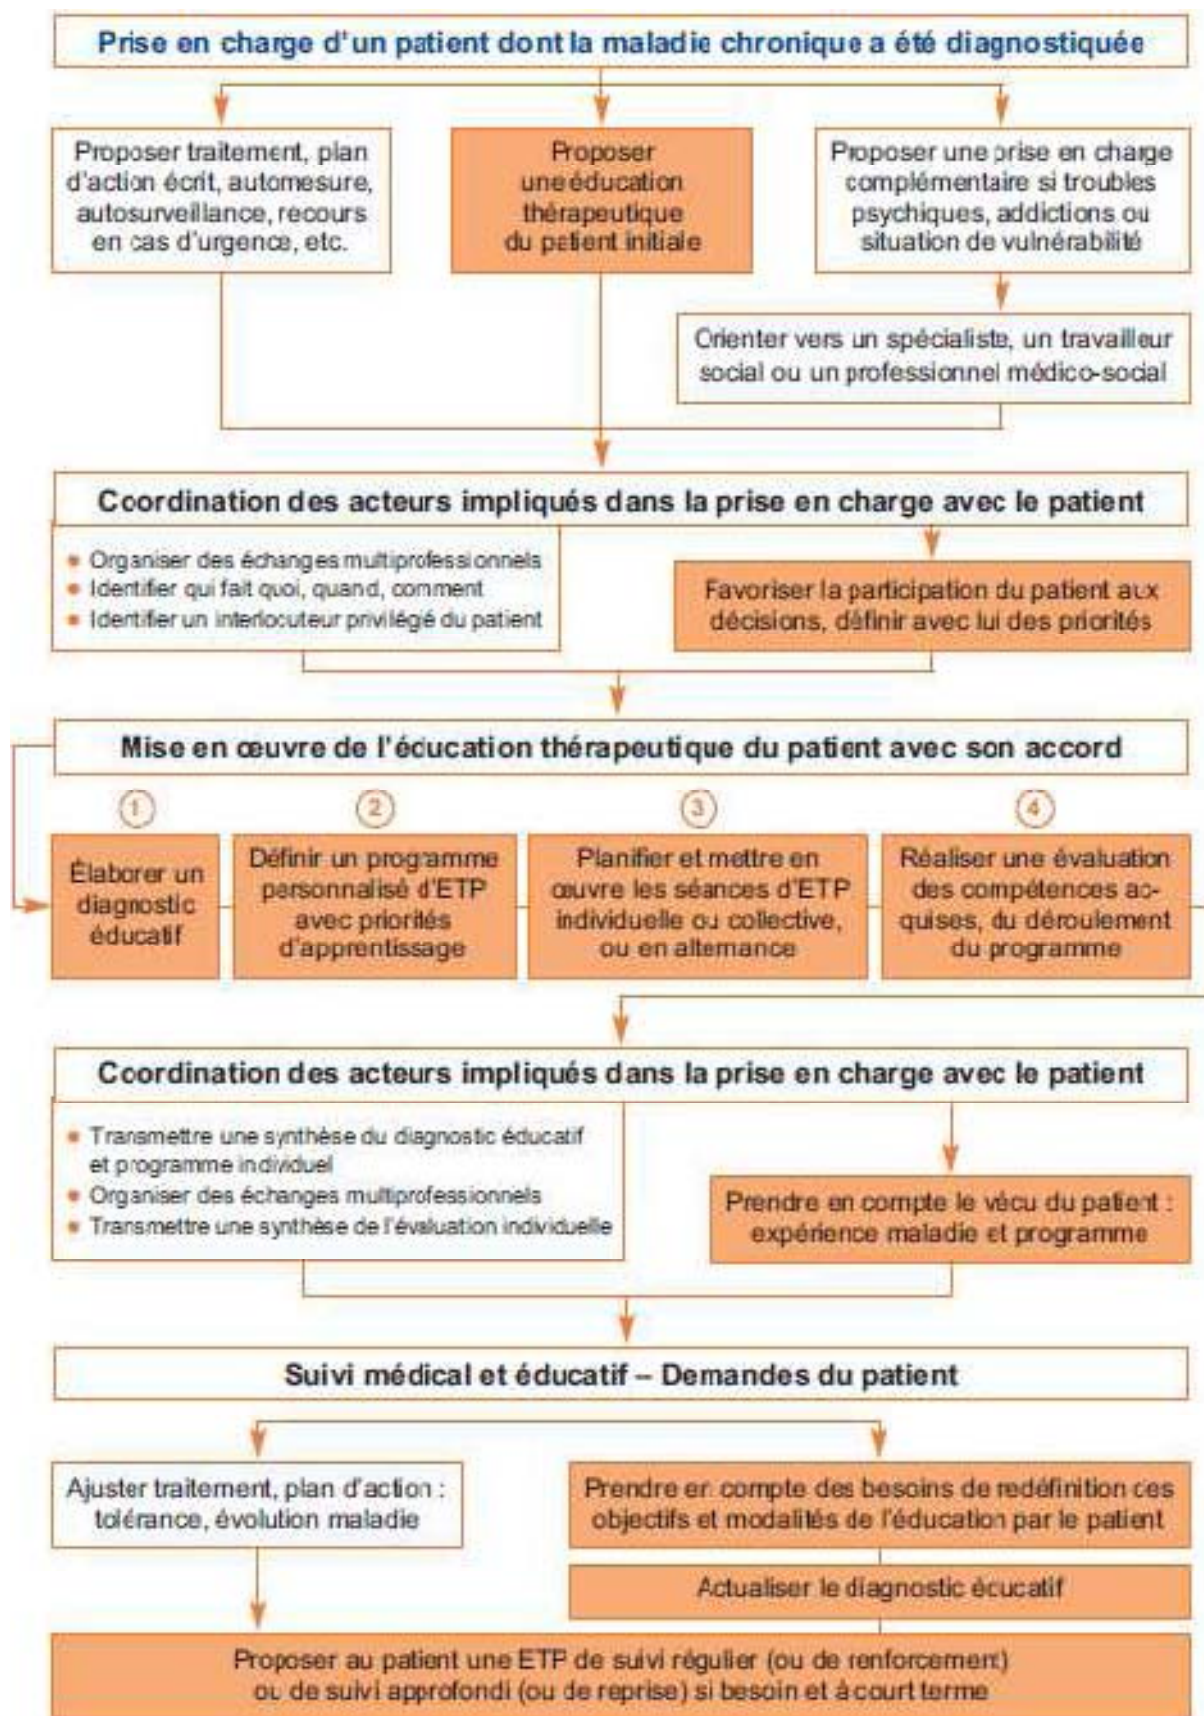 Prise en charge d'un patient dont la maladie chronique a été diagnostiquée
Proposer traitement, plan
d'action écrit, automesure,
autosurveillance, recours
en cas d'urgence, etc.
Proposer
une éducation
thérapeutique
du patient initiale
Proposer une prise en charge
complémentaire si troubles
psychiques, addictions ou
situation de vulnérabilité
Orienter vers un spécialiste, un travailleur
social ou un professionnel médico-social
Coordination des acteurs impliqués dans la prise en charge avec le patient
• Organiser des échanges multiprofessionnels
• Identifier qui fait quoi, quand, comment
• Identifier un interlocuteur privilégié du patient
Favoriser la participation du patient aux
décisions, définir avec lui des priorités
Mise en œuvre de l'éducation thérapeutique du patient avec son accord
1
Élaborer un
diagnostic
éducatif
2
Définir un programme
personnalisé d'ETP
avec priorités
d'apprentissage
3
Planifier et mettre en
œuvre les séances d'ETP
individuelle ou collective,
ou en alternance
4
Réaliser une évaluation
des compétences ac-
quises, du déroulement
du programme
Coordination des acteurs impliqués dans la prise en charge avec le patient
• Transmettre une synthèse du diagnostic éducatif
et programme individuel
• Organiser des échanges multiprofessionnels
• Transmettre une synthèse de l'évaluation individuelle
Prendre en compte le vécu du patient :
expérience maladie et programme
Suivi médical et éducatif – Demandes du patient
Ajuster traitement, plan d'action :
tolérance, évolution maladie
Prendre en compte des besoins de redéfinition des
objectifs et modalités de l'éducation par le patient
Actualiser le diagnostic éducatif
Proposer au patient une ETP de suivi régulier (ou de renforcement)
ou de suivi approfondi (ou de reprise) si besoin et à court terme